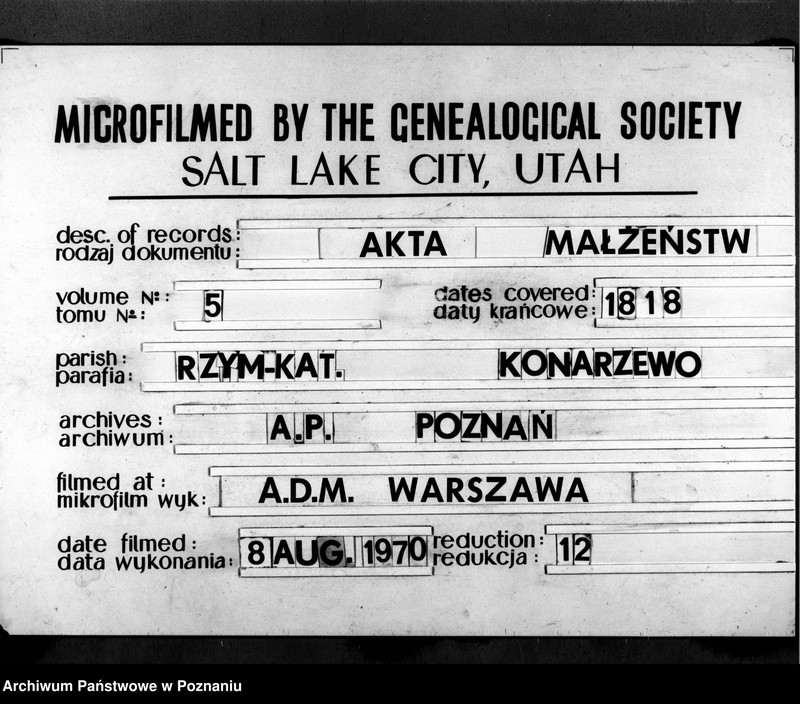 MICROFILMED BY THE GENEALOGICAL SOCIETY
SALT LAKE CITY, UTAH
desc. of records: AKTA MAŁŻEŃSTW
rodzaj dokumentu:
volume №: 5 dates covered: 1818
tomu №: daty krańcowe:
parish: RZYM-KAT. KONARZEWO
parafia:
archives: A.P. POZNAŃ
archiwum:
filmed at: A.D.M. WARSZAWA
mikrofilm wyk:
date filmed: 8 AUG. 1970 reduction: 12
data wykonania: redukcja:
Archiwum Państwowe w Poznaniu